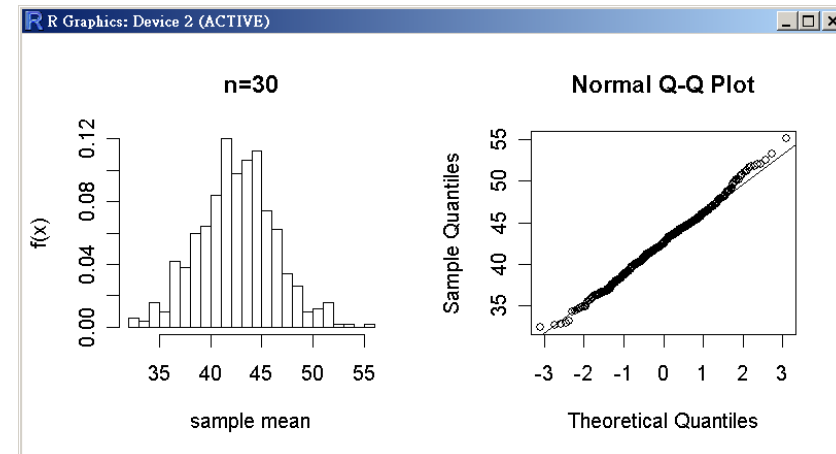 R Graphics: Device 2 (ACTIVE)
n=30
f(x)
0.12
0.08
0.04
0.00
35 40 45 50 55
sample mean
Normal Q-Q Plot
Sample Quantiles
55
50
45
40
35
-3 -2 -1 0 1 2 3
Theoretical Quantiles